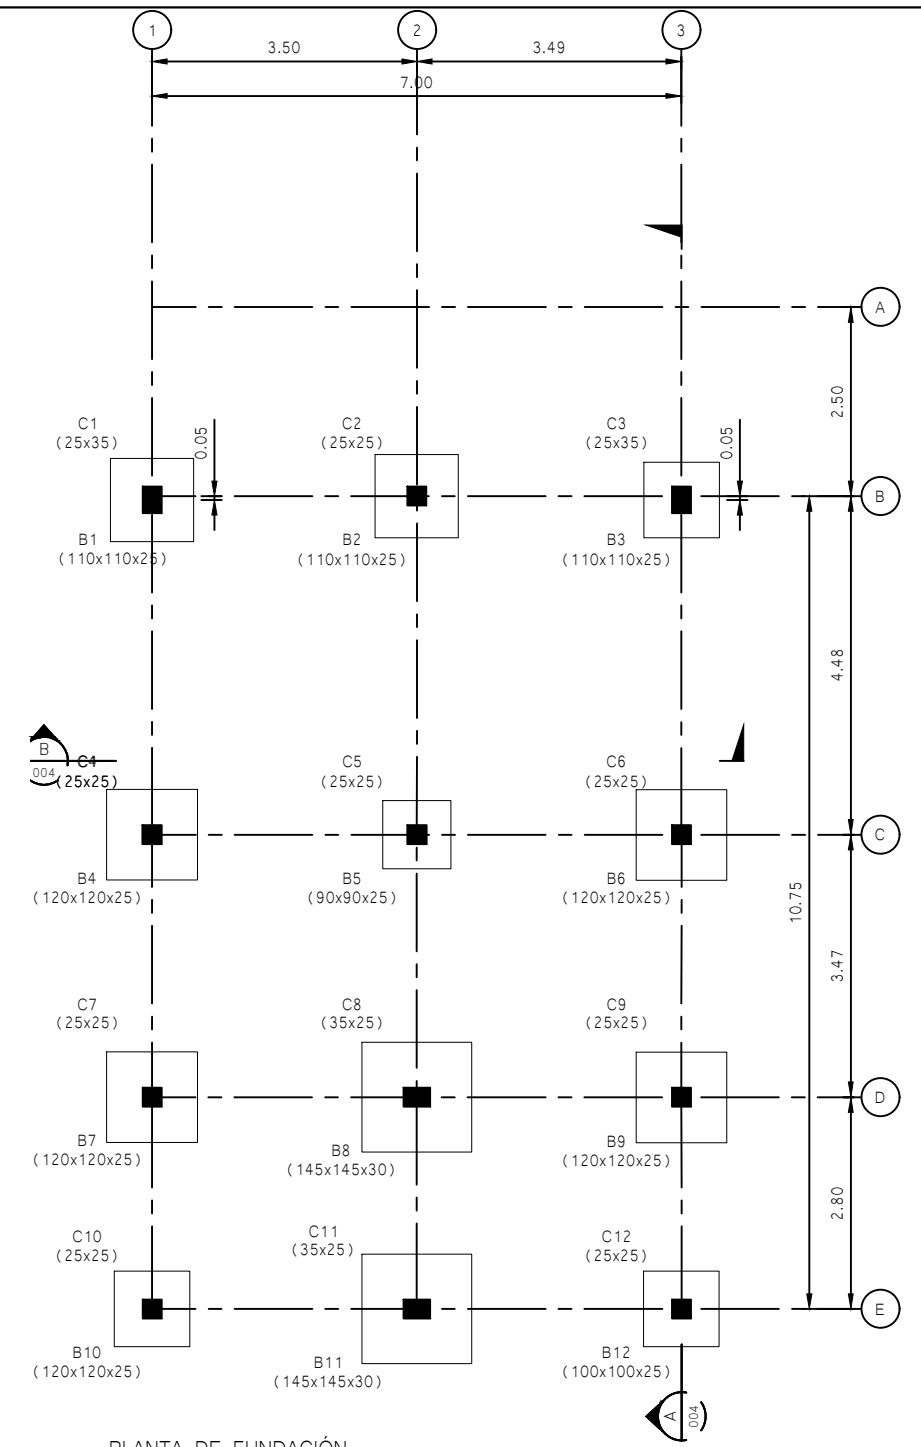 1
2
3
3.50
3.49
7.00
A
2.50
C1
(25x35)
0.05
C2
(25x25)
C3
(25x35)
0.05
B
B1
(110x110x25)
B2
(110x110x25)
B3
(110x110x25)
4.48
B
004
C4
(25x25)
C5
(25x25)
C6
(25x25)
C
B4
(120x120x25)
B5
(90x90x25)
B6
(120x120x25)
10.75
3.47
C7
(25x25)
C8
(35x25)
C9
(25x25)
D
B7
(120x120x25)
B8
(145x145x30)
B9
(120x120x25)
2.80
C10
(25x25)
C11
(35x25)
C12
(25x25)
E
B10
(120x120x25)
B11
(145x145x30)
B12
(100x100x25)
A
004
PLANTA DE FUNDACIÓN